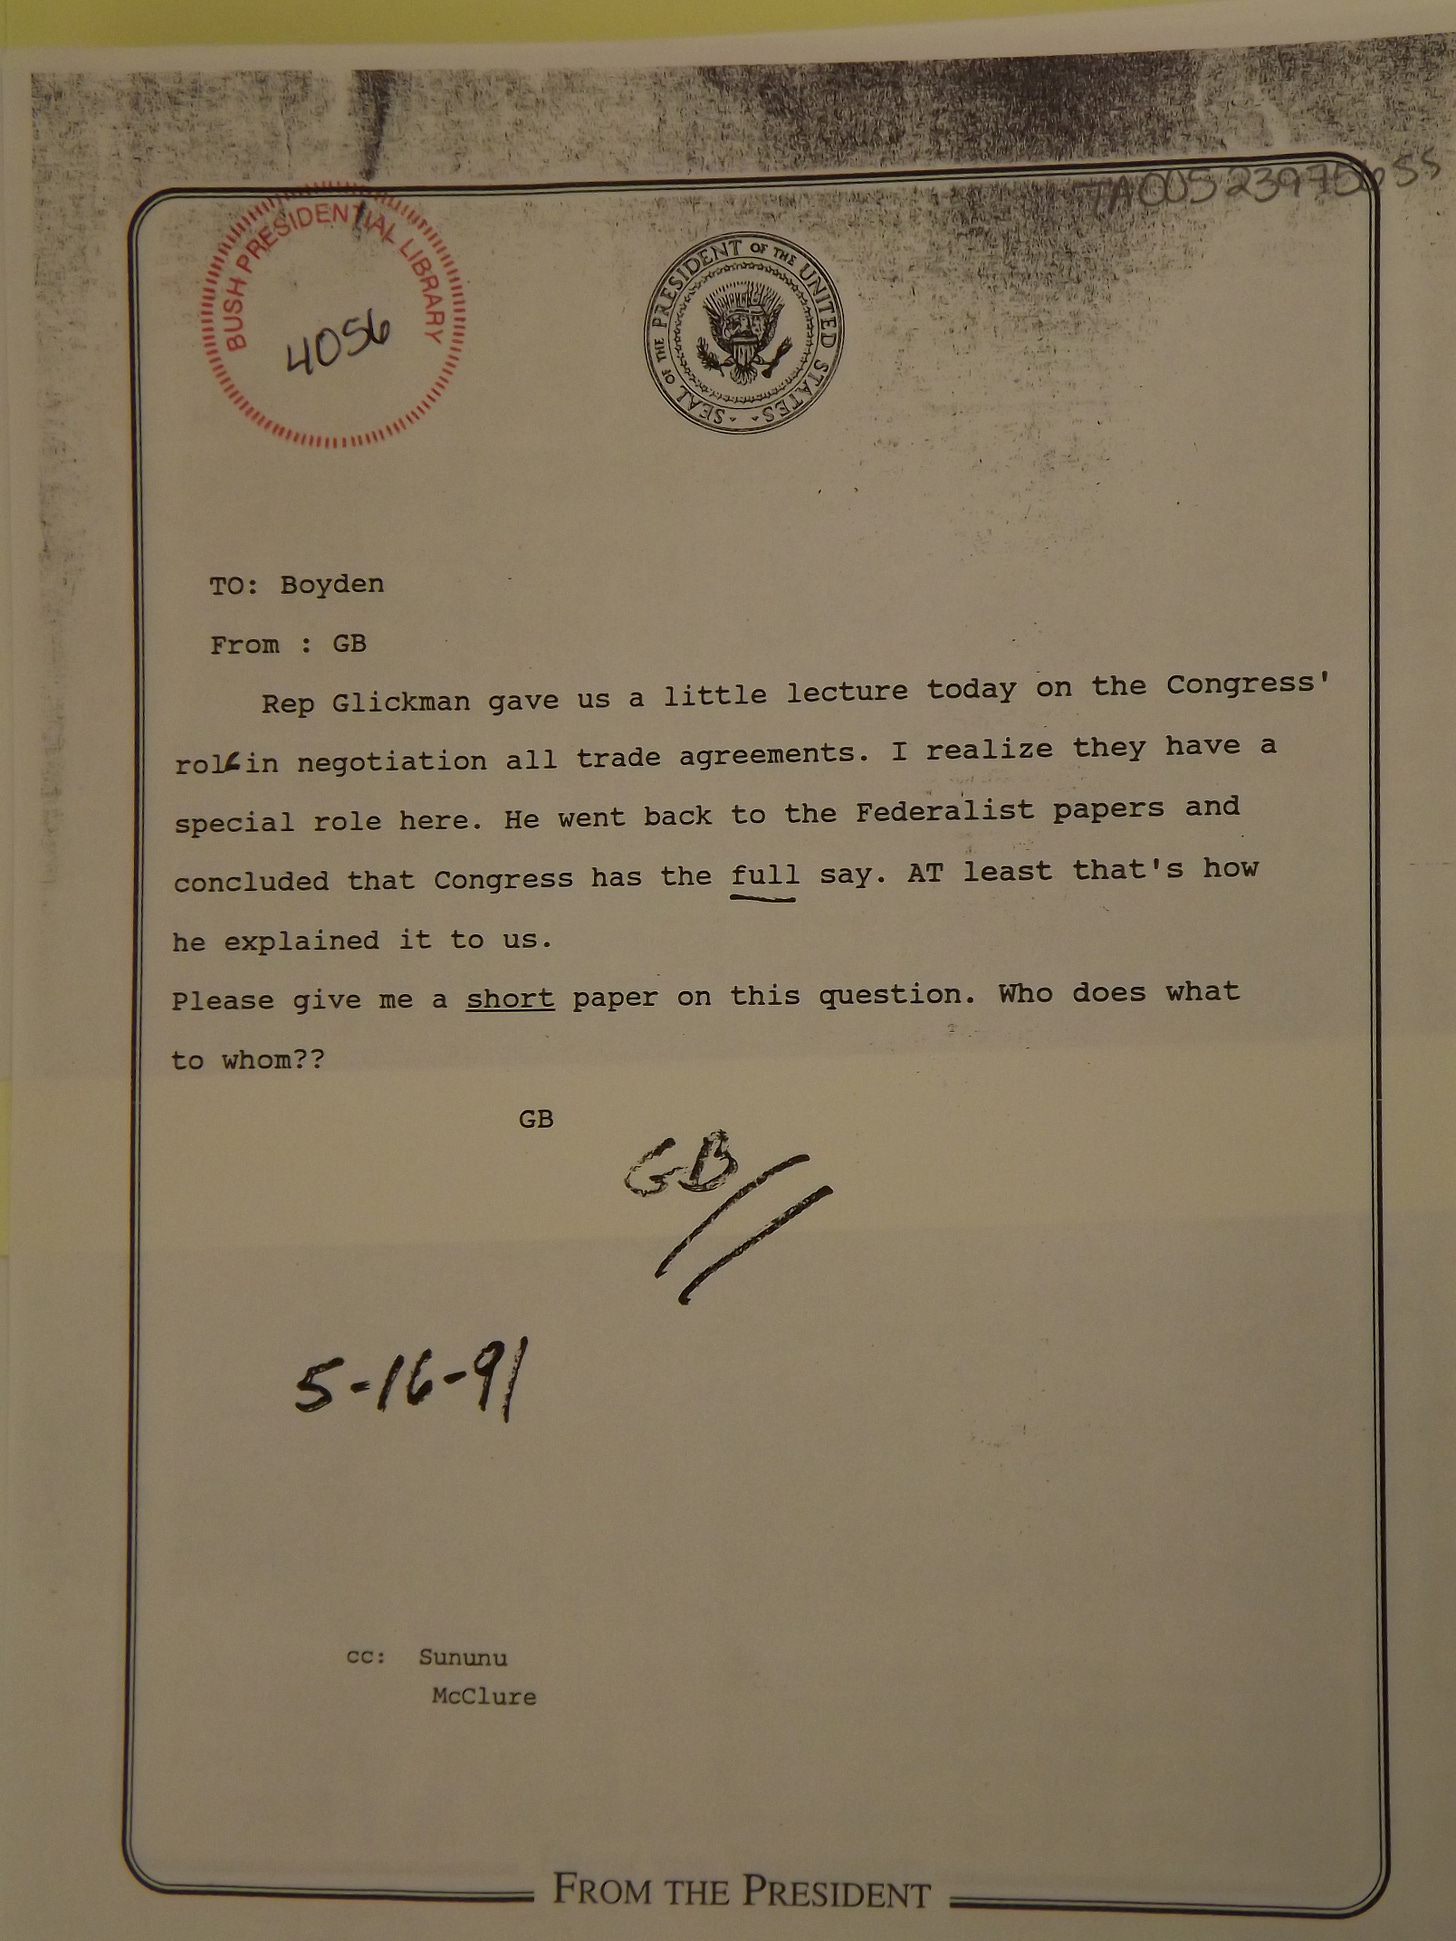 TA005239750655
BUSH PRESIDENTIAL LIBRARY
4056
SEAL OF THE PRESIDENT OF THE UNITED STATES
TO: Boyden
From : GB
Rep Glickman gave us a little lecture today on the Congress'
role in negotiation all trade agreements. I realize they have a
special role here. He went back to the Federalist papers and
concluded that Congress has the full say. AT least that's how
he explained it to us.
Please give me a short paper on this question. Who does what
to whom??
GB
GB
5-16-91
cc: Sununu
McClure
FROM THE PRESIDENT